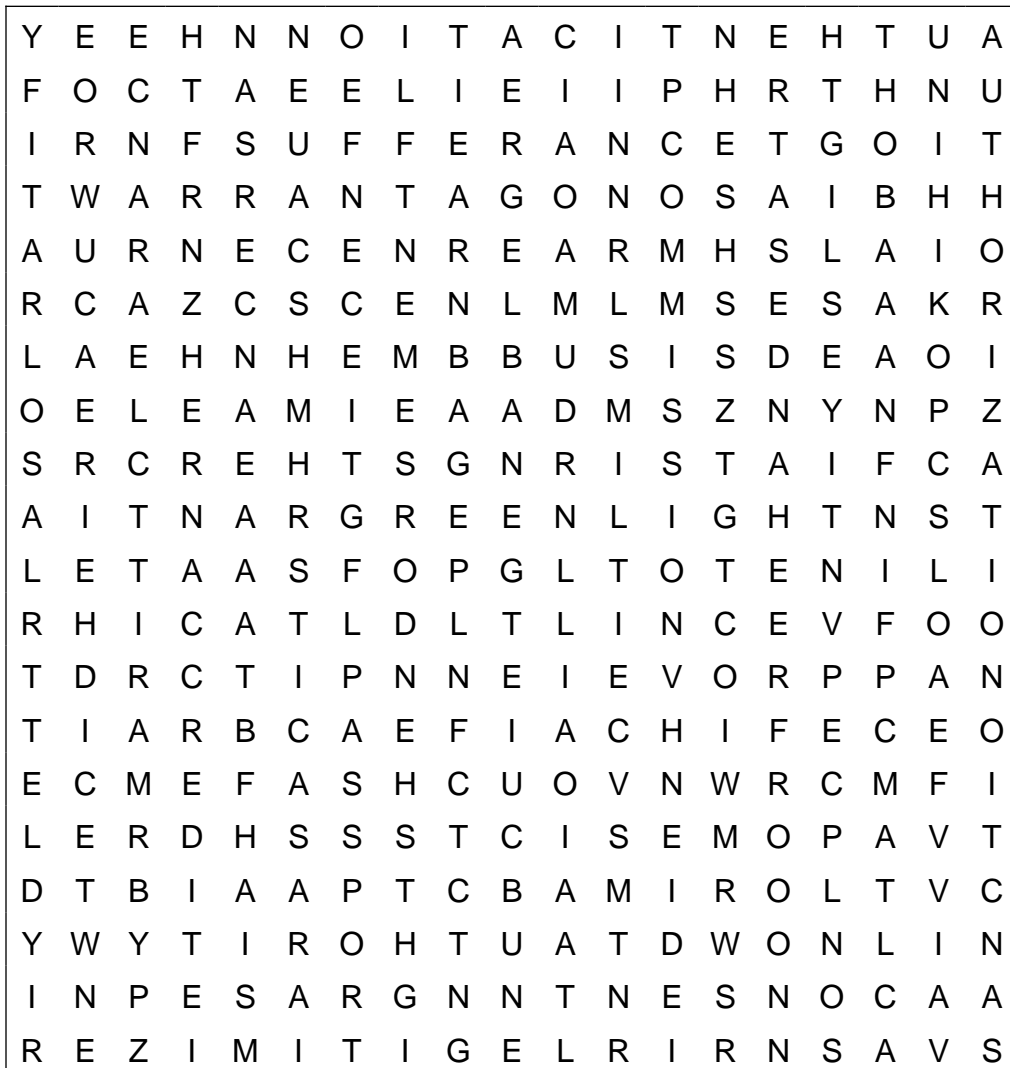 Y E E H N N O I T A C I T N E H T U A
F O C T A E E L I E I I P H R T H N U
I R N F S U F F E R A N C E T G O I T
T W A R R A N T A G O N O S A I B H H
A U R N E C E N R E A R M H S L A I O
R C A Z C S C E N L M L M S E S A K R
L A E H N H E M B B U S I S D E A O I
O E L E A M I E A A D M S Z N Y N P Z
S R C R E H T S G N R I S T A I F C A
A I T N A R G R E E N L I G H T N S T
L E T A A S F O P G L T O T E N I L I
R H I C A T L D L T L I N C E V F O O
T D R C T I P N N E I E V O R P P A N
T I A R B C A E F I A C H I F E C E O
E C M E F A S H C U O V N W R C M F I
L E R D H S S S T C I S E M O P A V T
D T B I A A P T C B A M I R O L T V C
Y W Y T I R O H T U A T D W O N L I N
I N P E S A R G N N T N E S N O C A A
R E Z I M I T I G E L R I R N S A V S